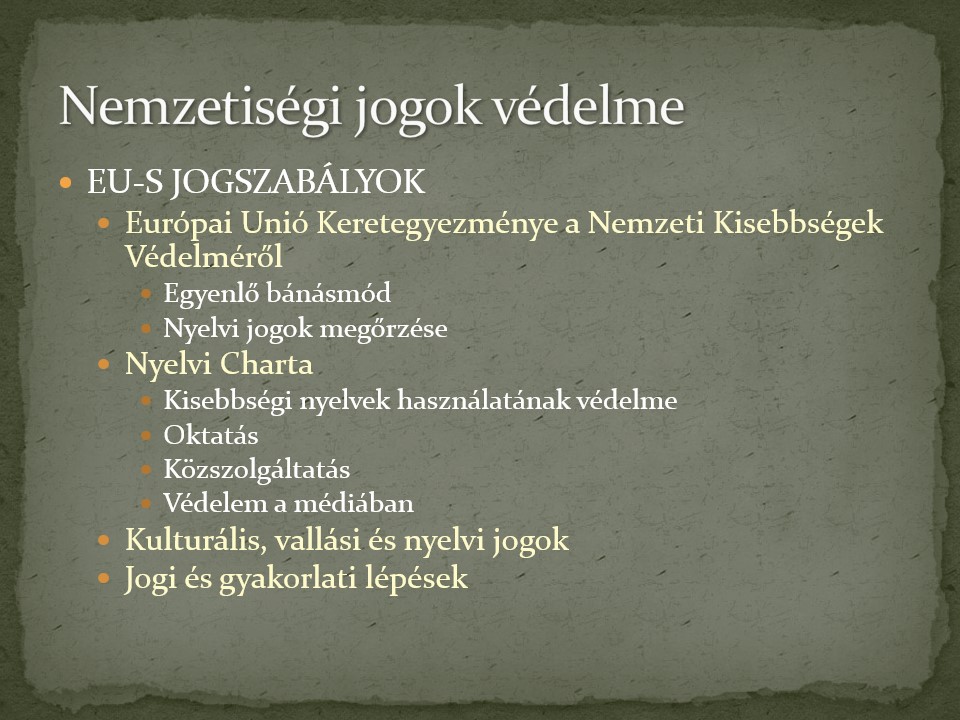 Nemzetiségi jogok védelme
EU-S JOGSZABÁLYOK
Európai Unió Keretegyezménye a Nemzeti Kisebbségek
Védelméről
Egyenlő bánásmód
Nyelvi jogok megőrzése
Nyelvi Charta
Kisebbségi nyelvek használatának védelme
Oktatás
Közszolgáltatás
Védelem a médiában
Kulturális, vallási és nyelvi jogok
Jogi és gyakorlati lépések